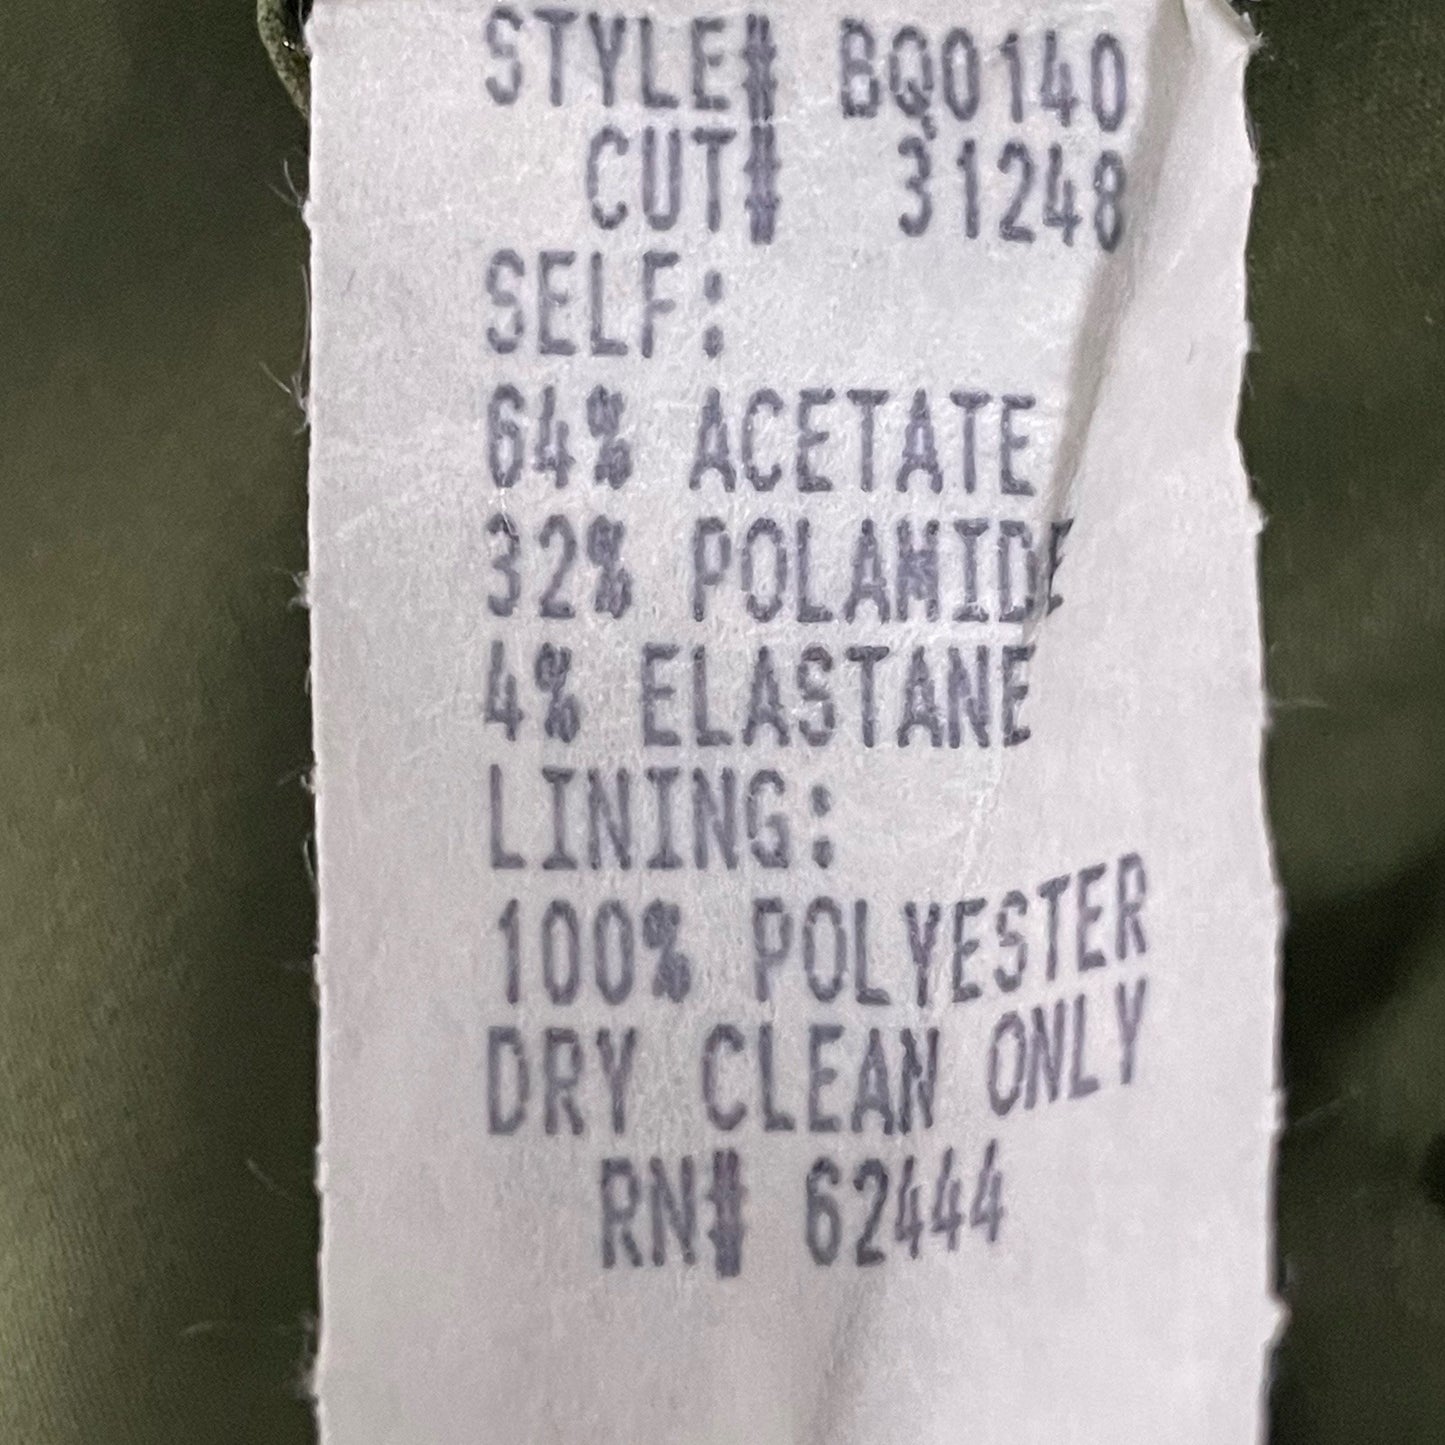 STYLE# BQ0140
CUT# 31248
SELF:
64% ACETATE
32% POLAMIDE
4% ELASTANE
LINING:
100% POLYESTER
DRY CLEAN ONLY
RN# 62444